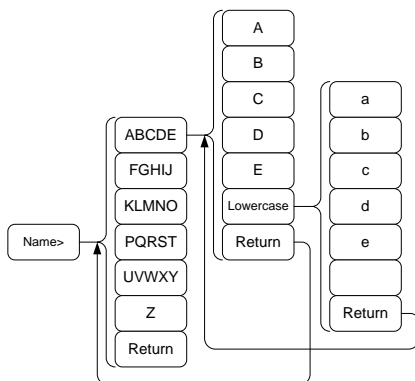 Name>
ABCDE
FGHIJ
KLMNO
PQRST
UVWXY
Z
Return
A
B
C
D
E
Lowercase
Return
a
b
c
d
e
Return